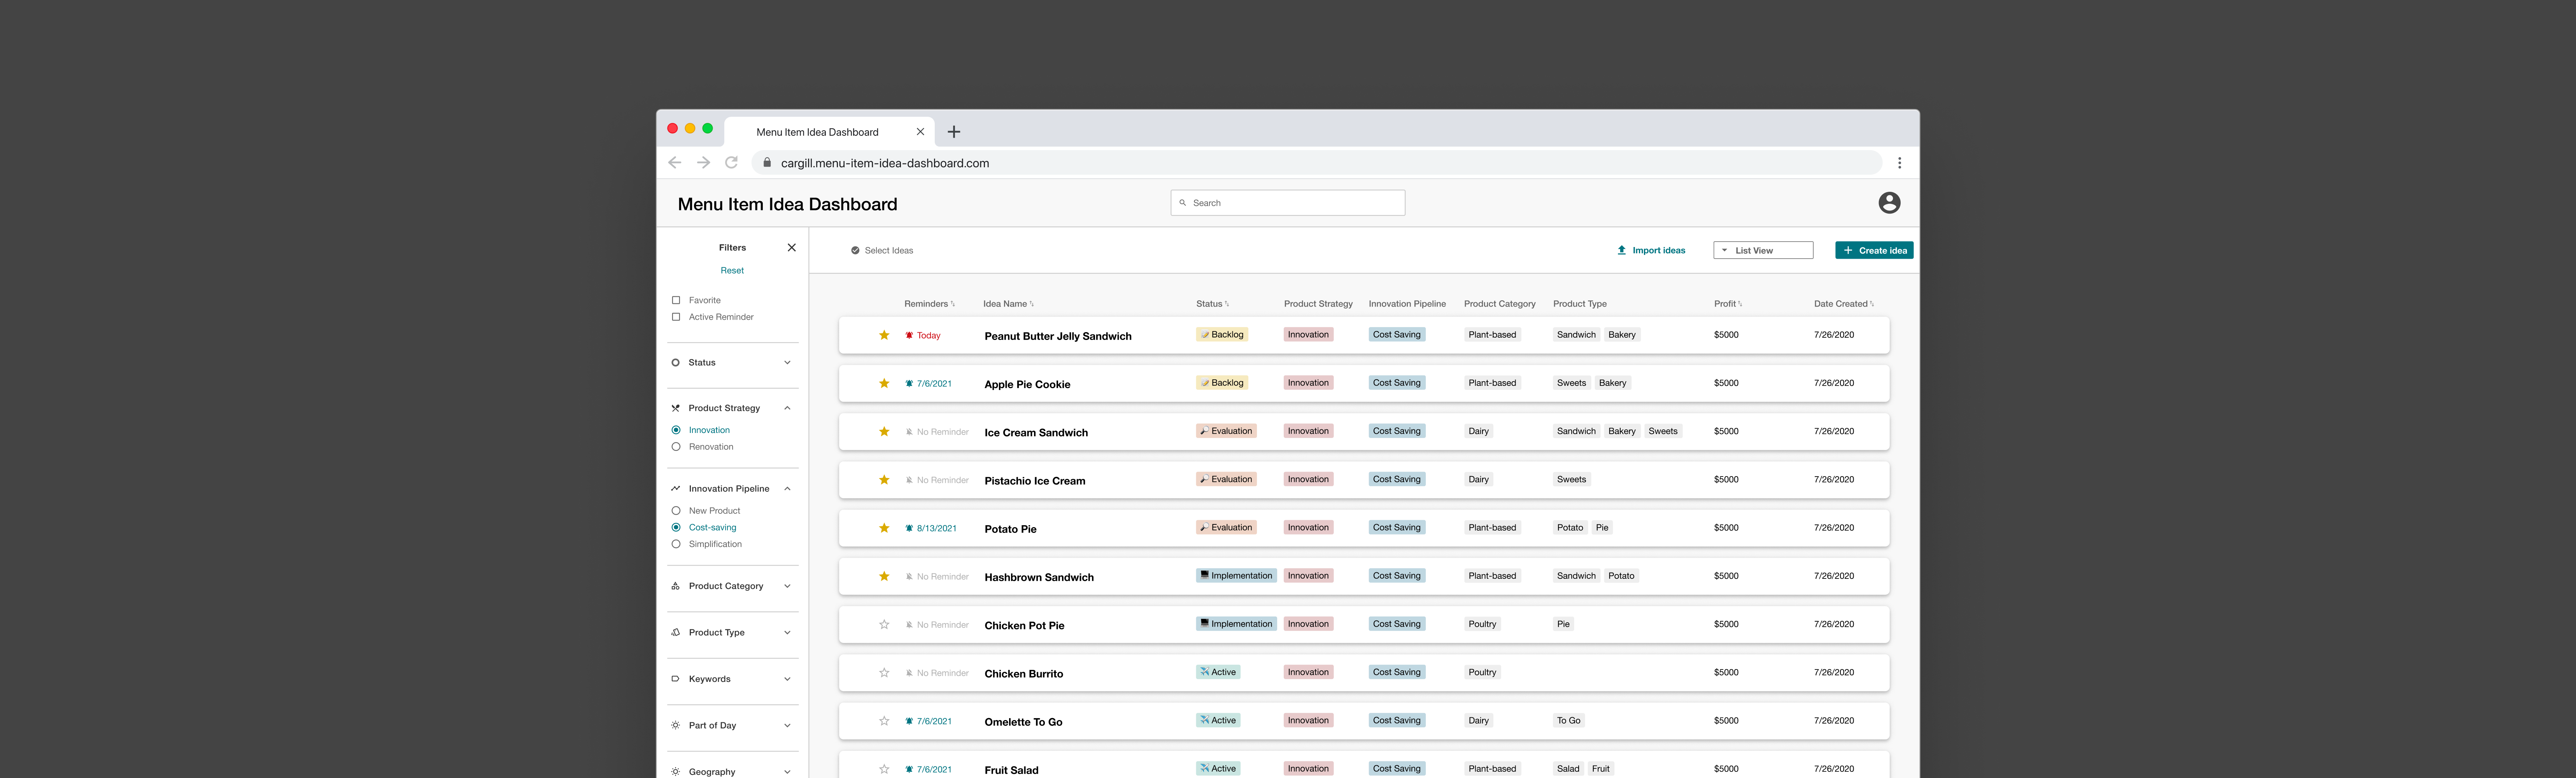 Menu Item Idea Dashboard
cargill.menu-item-idea-dashboard.com
Menu Item Idea Dashboard
Search
Filters
Reset
Favorite
Active Reminder
Status
Product Strategy
Innovation
Renovation
Innovation Pipeline
New Product
Cost-saving
Simplification
Product Category
Product Type
Keywords
Part of Day
Geography
Select Ideas
Import ideas
List View
Create idea
Reminders Idea Name Status Product Strategy Innovation Pipeline Product Category Product Type Profit Date Created
Today Peanut Butter Jelly Sandwich Backlog Innovation Cost Saving Plant-based Sandwich Bakery $5000 7/26/2020
7/6/2021 Apple Pie Cookie Backlog Innovation Cost Saving Plant-based Sweets Bakery $5000 7/26/2020
No Reminder Ice Cream Sandwich Evaluation Innovation Cost Saving Dairy Sandwich Bakery Sweets $5000 7/26/2020
No Reminder Pistachio Ice Cream Evaluation Innovation Cost Saving Dairy Sweets $5000 7/26/2020
8/13/2021 Potato Pie Evaluation Innovation Cost Saving Plant-based Potato Pie $5000 7/26/2020
No Reminder Hashbrown Sandwich Implementation Innovation Cost Saving Plant-based Sandwich Potato $5000 7/26/2020
No Reminder Chicken Pot Pie Implementation Innovation Cost Saving Poultry Pie $5000 7/26/2020
No Reminder Chicken Burrito Active Innovation Cost Saving Poultry $5000 7/26/2020
7/6/2021 Omelette To Go Active Innovation Cost Saving Dairy To Go $5000 7/26/2020
7/6/2021 Fruit Salad Active Innovation Cost Saving Plant-based Salad Fruit $5000 7/26/2020